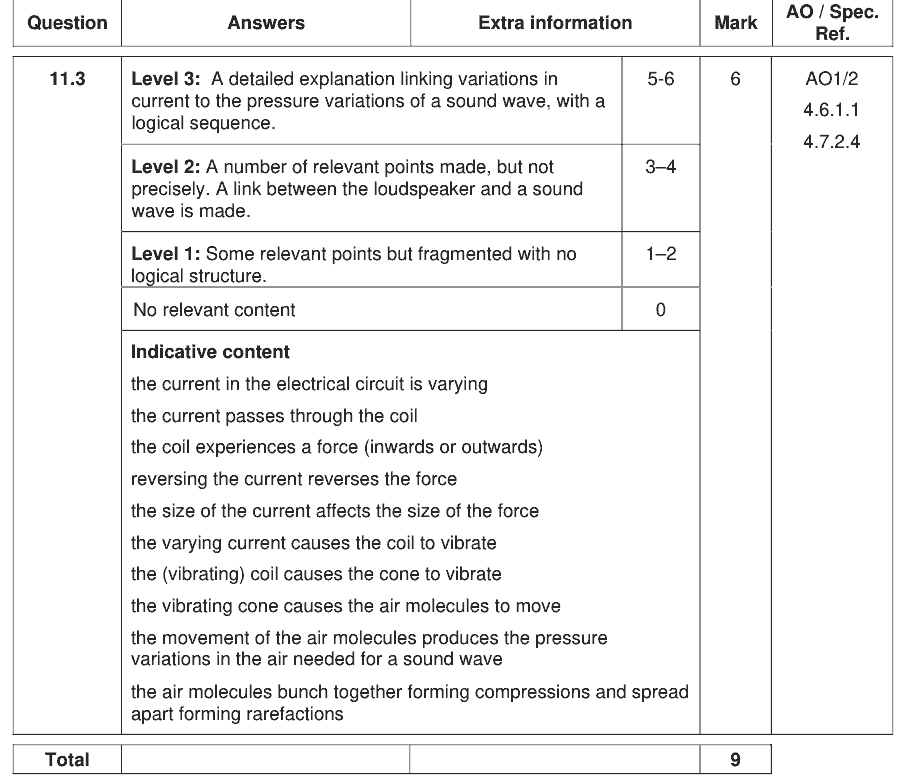 Question Answers Extra information Mark AO / Spec. Ref.
11.3 Level 3: A detailed explanation linking variations in 5-6 6 AO1/2
current to the pressure variations of a sound wave, with a 4.6.1.1
logical sequence. 4.7.2.4
Level 2: A number of relevant points made, but not 3–4
precisely. A link between the loudspeaker and a sound
wave is made.
Level 1: Some relevant points but fragmented with no 1–2
logical structure.
No relevant content 0
Indicative content
the current in the electrical circuit is varying
the current passes through the coil
the coil experiences a force (inwards or outwards)
reversing the current reverses the force
the size of the current affects the size of the force
the varying current causes the coil to vibrate
the (vibrating) coil causes the cone to vibrate
the vibrating cone causes the air molecules to move
the movement of the air molecules produces the pressure
variations in the air needed for a sound wave
the air molecules bunch together forming compressions and spread
apart forming rarefactions
Total 9